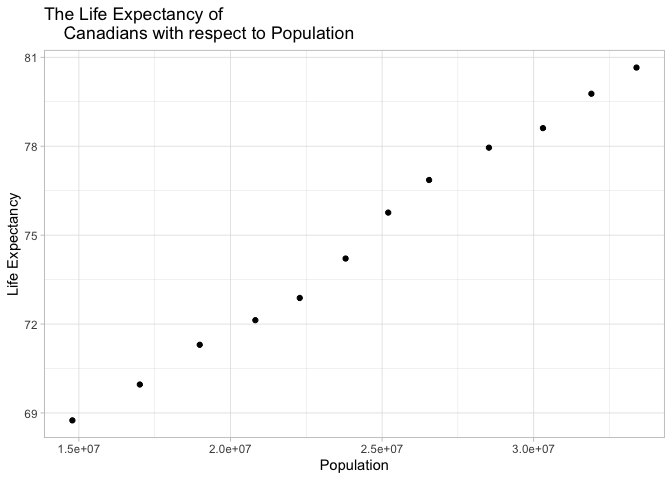 The Life Expectancy of
Canadians with respect to Population
81
78
75
72
69
Life Expectancy
1.5e+07 2.0e+07 2.5e+07 3.0e+07
Population